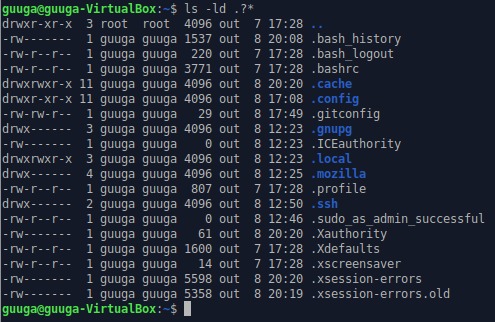 guuga@guuga-VirtualBox:~$ ls -ld .?*
drwxr-xr-x  3 root  root  4096 out  7 17:28 ..
-rw-------  1 guuga guuga 1537 out  8 20:08 .bash_history
-rw-r--r--  1 guuga guuga  220 out  7 17:28 .bash_logout
-rw-r--r--  1 guuga guuga 3771 out  7 17:28 .bashrc
drwxrwxr-x 11 guuga guuga 4096 out  8 20:20 .cache
drwxr-xr-x 11 guuga guuga 4096 out  8 17:08 .config
-rw-rw-r--  1 guuga guuga   29 out  8 17:49 .gitconfig
drwx------  3 guuga guuga 4096 out  8 12:23 .gnupg
-rw-------  1 guuga guuga    0 out  8 12:23 .ICEauthority
drwxrwxr-x  3 guuga guuga 4096 out  8 12:23 .local
drwx------  4 guuga guuga 4096 out  8 12:25 .mozilla
-rw-r--r--  1 guuga guuga  807 out  7 17:28 .profile
drwx------  2 guuga guuga 4096 out  8 12:50 .ssh
-rw-r--r--  1 guuga guuga    0 out  8 12:46 .sudo_as_admin_successful
-rw-------  1 guuga guuga   61 out  8 20:20 .Xauthority
-rw-r--r--  1 guuga guuga 1600 out  7 17:28 .Xdefaults
-rw-r--r--  1 guuga guuga   14 out  7 17:28 .xscreensaver
-rw-------  1 guuga guuga 5598 out  8 20:20 .xsession-errors
-rw-------  1 guuga guuga 5358 out  8 20:19 .xsession-errors.old
guuga@guuga-VirtualBox:~$